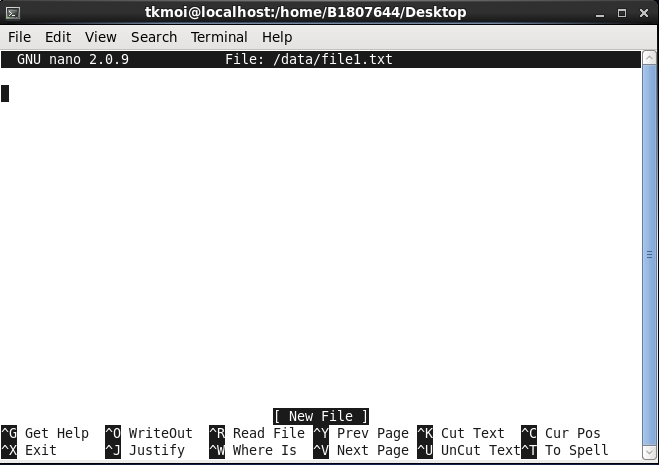 tkmoi@localhost:/home/B1807644/Desktop
File Edit View Search Terminal Help
GNU nano 2.0.9 File: /data/file1.txt
[ New File ]
^G Get Help ^O WriteOut ^R Read File ^Y Prev Page ^K Cut Text ^C Cur Pos
^X Exit ^J Justify ^W Where Is ^V Next Page ^U UnCut Text^T To Spell